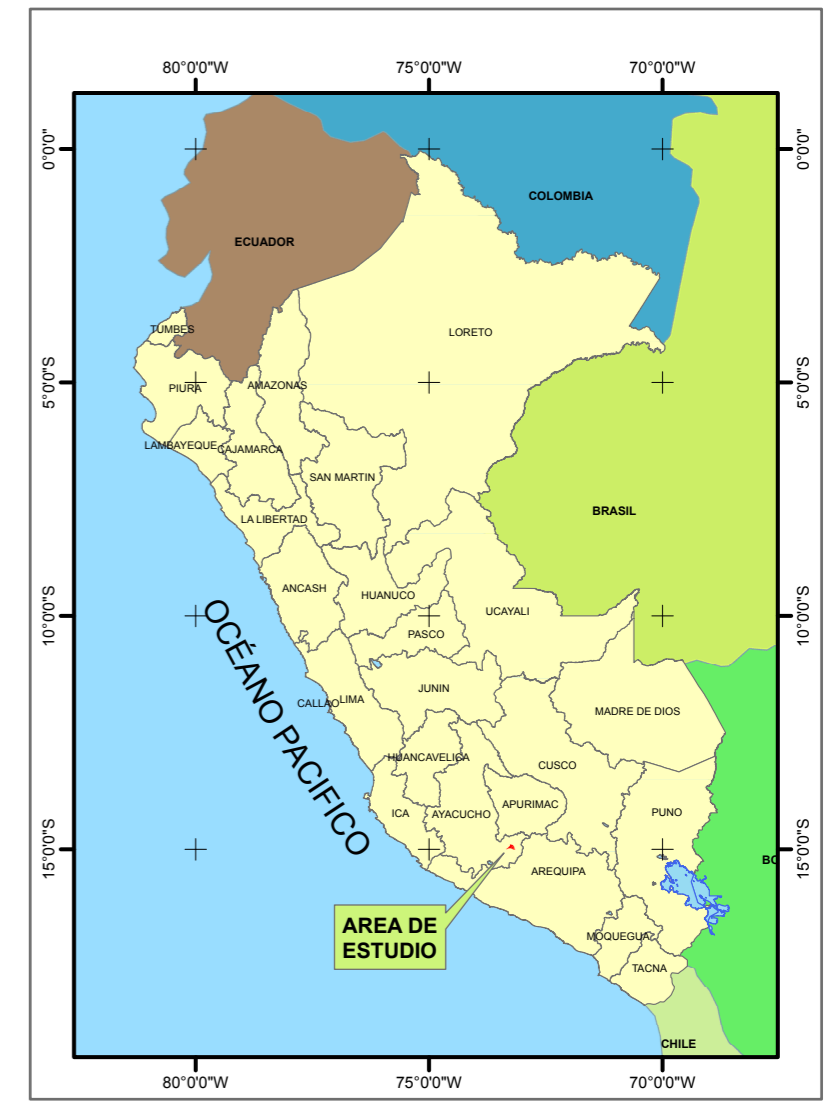 80°0'0"W 75°0'0"W 70°0'0"W
0°0'0" 0°0'0"
COLOMBIA
ECUADOR
TUMBES
LORETO
5°0'0"S 5°0'0"S
PIURA
AMAZONAS
LAMBAYEQUE
CAJAMARCA
SAN MARTIN
BRASIL
LA LIBERTAD
ANCASH
HUANUCO
UCAYALI
10°0'0"S 10°0'0"S
PASCO
OCÉANO PACIFICO
JUNIN
CALLAO
LIMA
MADRE DE DIOS
HUANCAVELICA
CUSCO
ICA
AYACUCHO
APURIMAC
PUNO
15°0'0"S 15°0'0"S
BO
AREQUIPA
AREA DE
ESTUDIO
MOQUEGUA
TACNA
CHILE
80°0'0"W 75°0'0"W 70°0'0"W